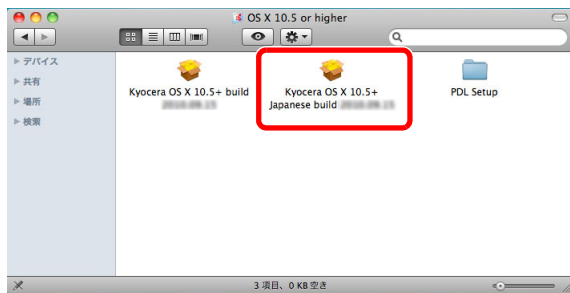 OS X 10.5 or higher
デバイス
共有
場所
検索
Kyocera OS X 10.5+ build
Kyocera OS X 10.5+
Japanese build
PDL Setup
3 項目、0 KB 空き